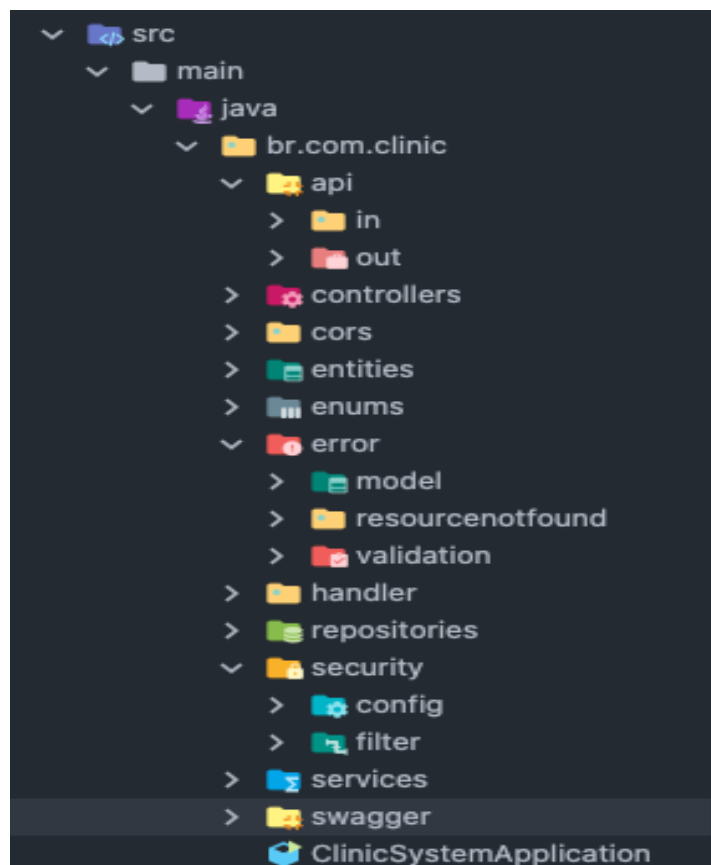 src
main
java
br.com.clinic
api
in
out
controllers
cors
entities
enums
error
model
resourcenotfound
validation
handler
repositories
security
config
filter
services
swagger
ClinicSystemApplication